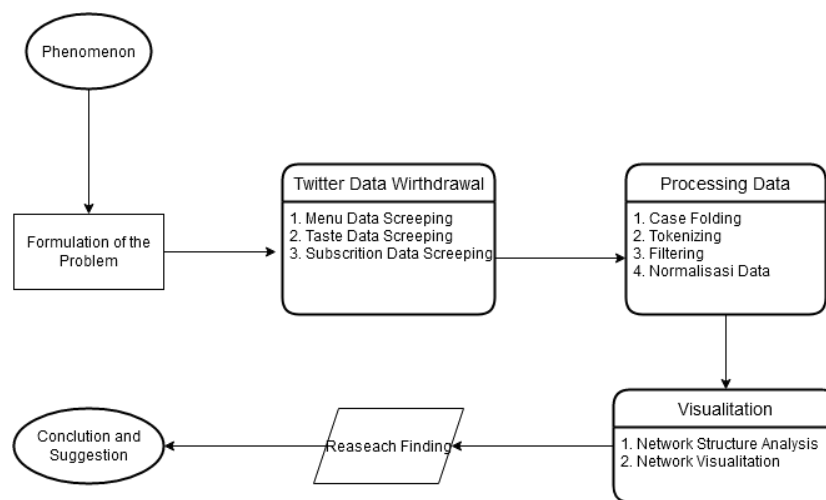 Phenomenon
Formulation of the
Problem
Twitter Data Wirthdrawal
1. Menu Data Screeping
2. Taste Data Screeping
3. Subscrition Data Screeping
Processing Data
1. Case Folding
2. Tokenizing
3. Filtering
4. Normalisasi Data
Visualitation
1. Network Structure Analysis
2. Network Visualitation
Reaseach Finding
Conclution and
Suggestion